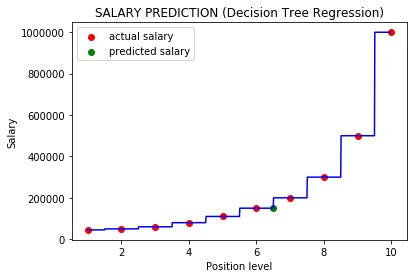 SALARY PREDICTION (Decision Tree Regression)
actual salary
predicted salary
1000000
800000
600000
400000
200000
0
Salary
2
4
6
8
10
Position level